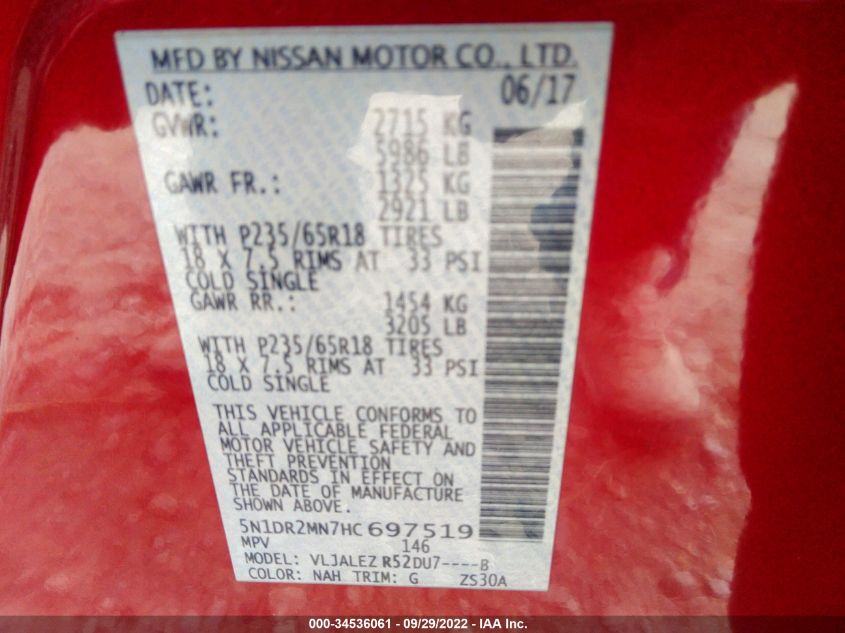 MFD BY NISSAN MOTOR CO., LTD.
DATE: 06/17
GVWR: 2715 KG
5986 LB
GAWR FR.: 1325 KG
2921 LB
WITH P235/65R18 TIRES
18 X 7.5 RIMS AT 33 PSI
COLD SINGLE
GAWR RR.: 1454 KG
3205 LB
WITH P235/65R18 TIRES
18 X 7.5 RIMS AT 33 PSI
COLD SINGLE
THIS VEHICLE CONFORMS TO
ALL APPLICABLE FEDERAL
MOTOR VEHICLE SAFETY AND
THEFT PREVENTION
STANDARDS IN EFFECT ON
THE DATE OF MANUFACTURE
SHOWN ABOVE.
5N1DR2MN7HC697519
MPV 146
MODEL: VLJALEZ R52DU7----B
COLOR: NAH TRIM: G ZS30A
000-34536061 - 09/29/2022 - IAA Inc.